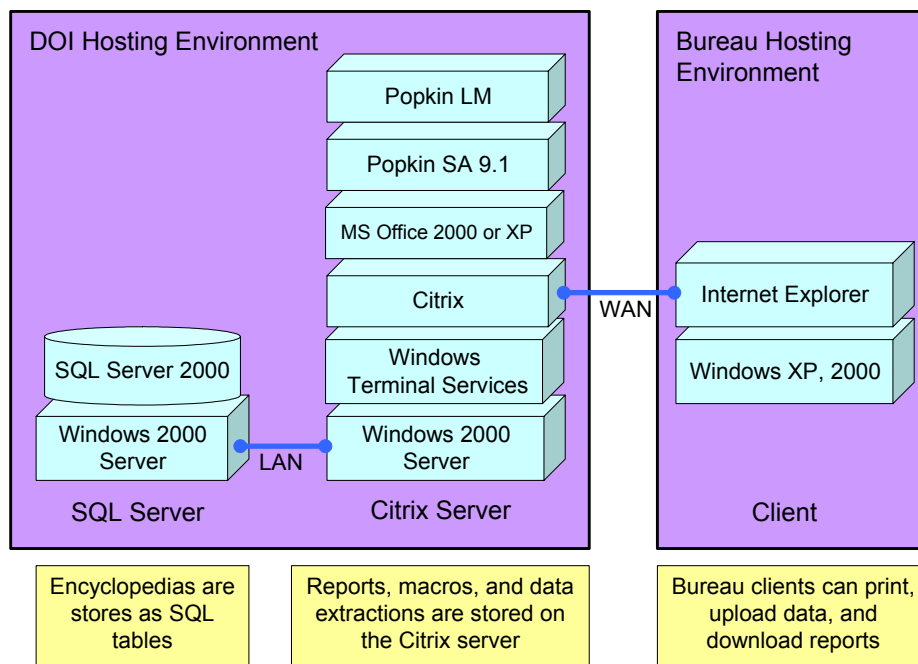 DOI Hosting Environment
Popkin LM
Popkin SA 9.1
MS Office 2000 or XP
Citrix
Windows
Terminal Services
Windows 2000
Server
Citrix Server
SQL Server 2000
Windows 2000
Server
SQL Server
LAN
WAN
Bureau Hosting
Environment
Internet Explorer
Windows XP, 2000
Client
Encyclopedias are
stores as SQL
tables
Reports, macros, and data
extractions are stored on
the Citrix server
Bureau clients can print,
upload data, and
download reports